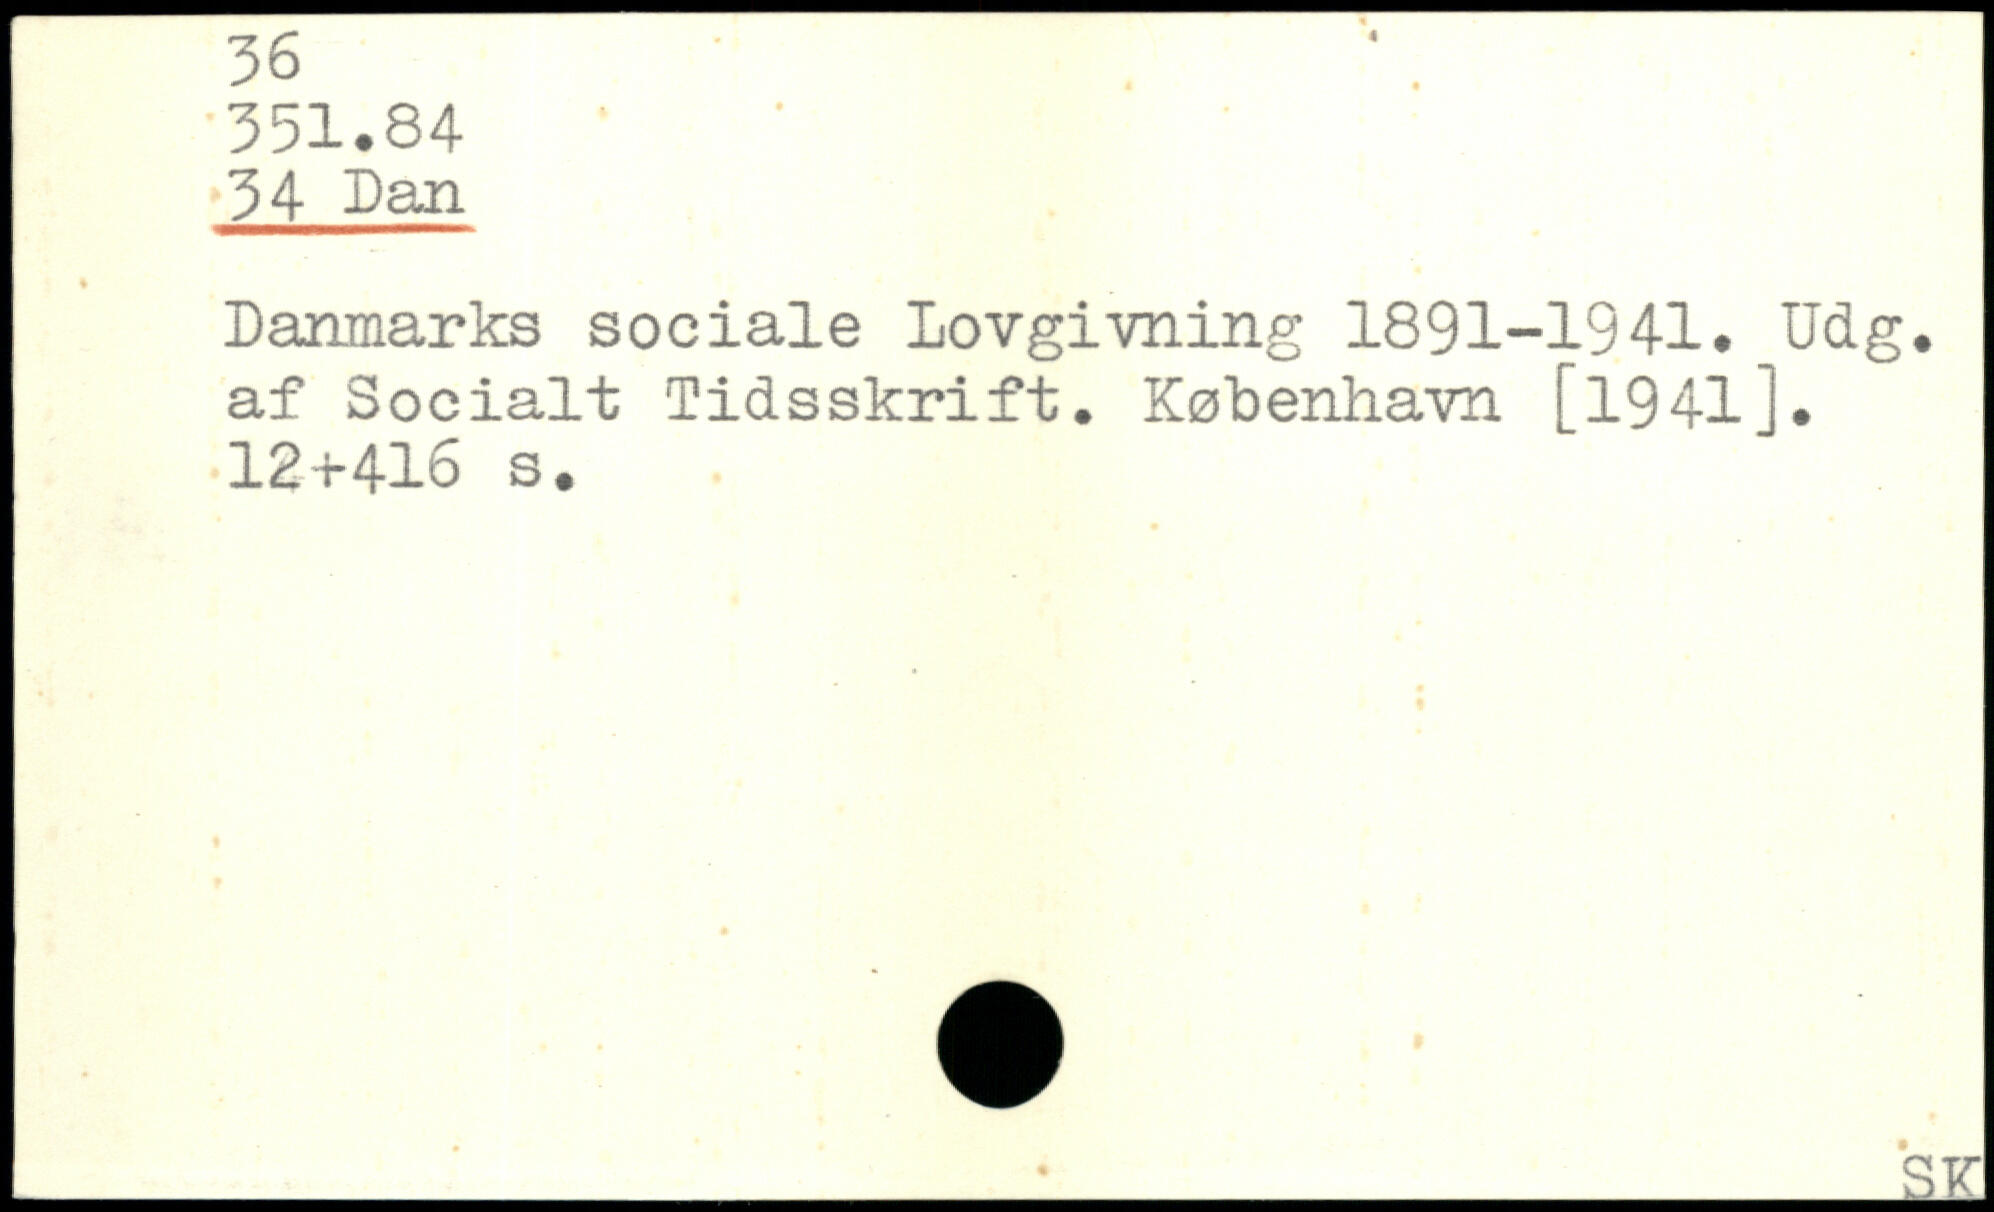 36
351.84
34 Dan
Danmarks sociale Lovgivning 1891-1941. Udg.
af Socialt Tidsskrift. København [1941].
12+416 s.
SK